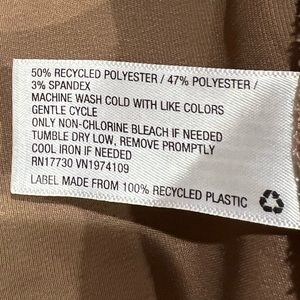 50% RECYCLED POLYESTER / 47% POLYESTER /
3% SPANDEX
MACHINE WASH COLD WITH LIKE COLORS
GENTLE CYCLE
ONLY NON-CHLORINE BLEACH IF NEEDED
TUMBLE DRY LOW, REMOVE PROMPTLY
COOL IRON IF NEEDED
RN17730 VN1974109
LABEL MADE FROM 100% RECYCLED PLASTIC